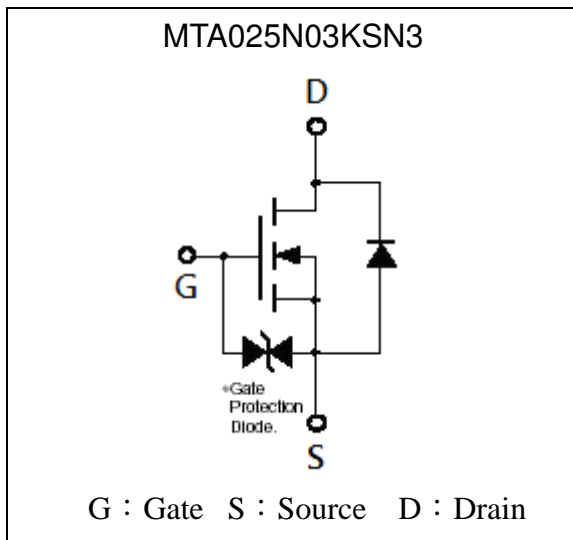 MTA025N03KSN3
D
G
*Gate
Protection
Diode.
S
G：Gate S：Source D：Drain